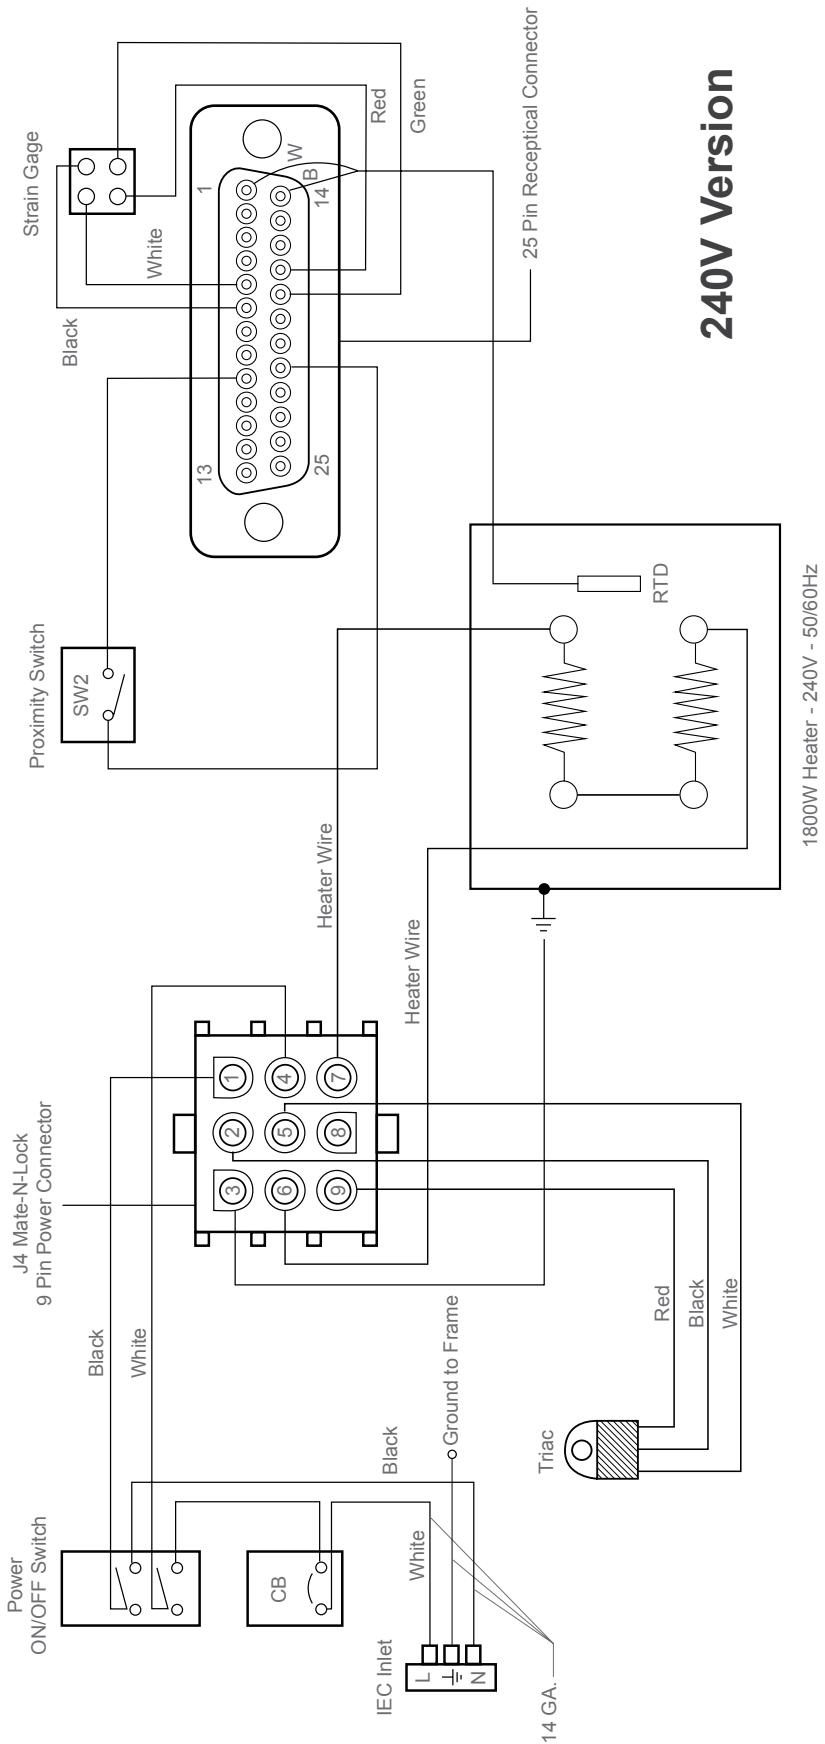 Power
ON/OFF Switch
J4 Mate-N-Lock
9 Pin Power Connector
Proximity Switch
Strain Gage
SW2
Black
White
Black
White
1
W
B
14
13
25
Red
Green
CB
3
2
1
6
5
4
9
8
7
IEC Inlet
L
N
White
Black
Ground to Frame
14 GA.
Heater Wire
Heater Wire
25 Pin Receptical Connector
Triac
Red
Black
White
RTD
1800W Heater - 240V - 50/60Hz
240V Version